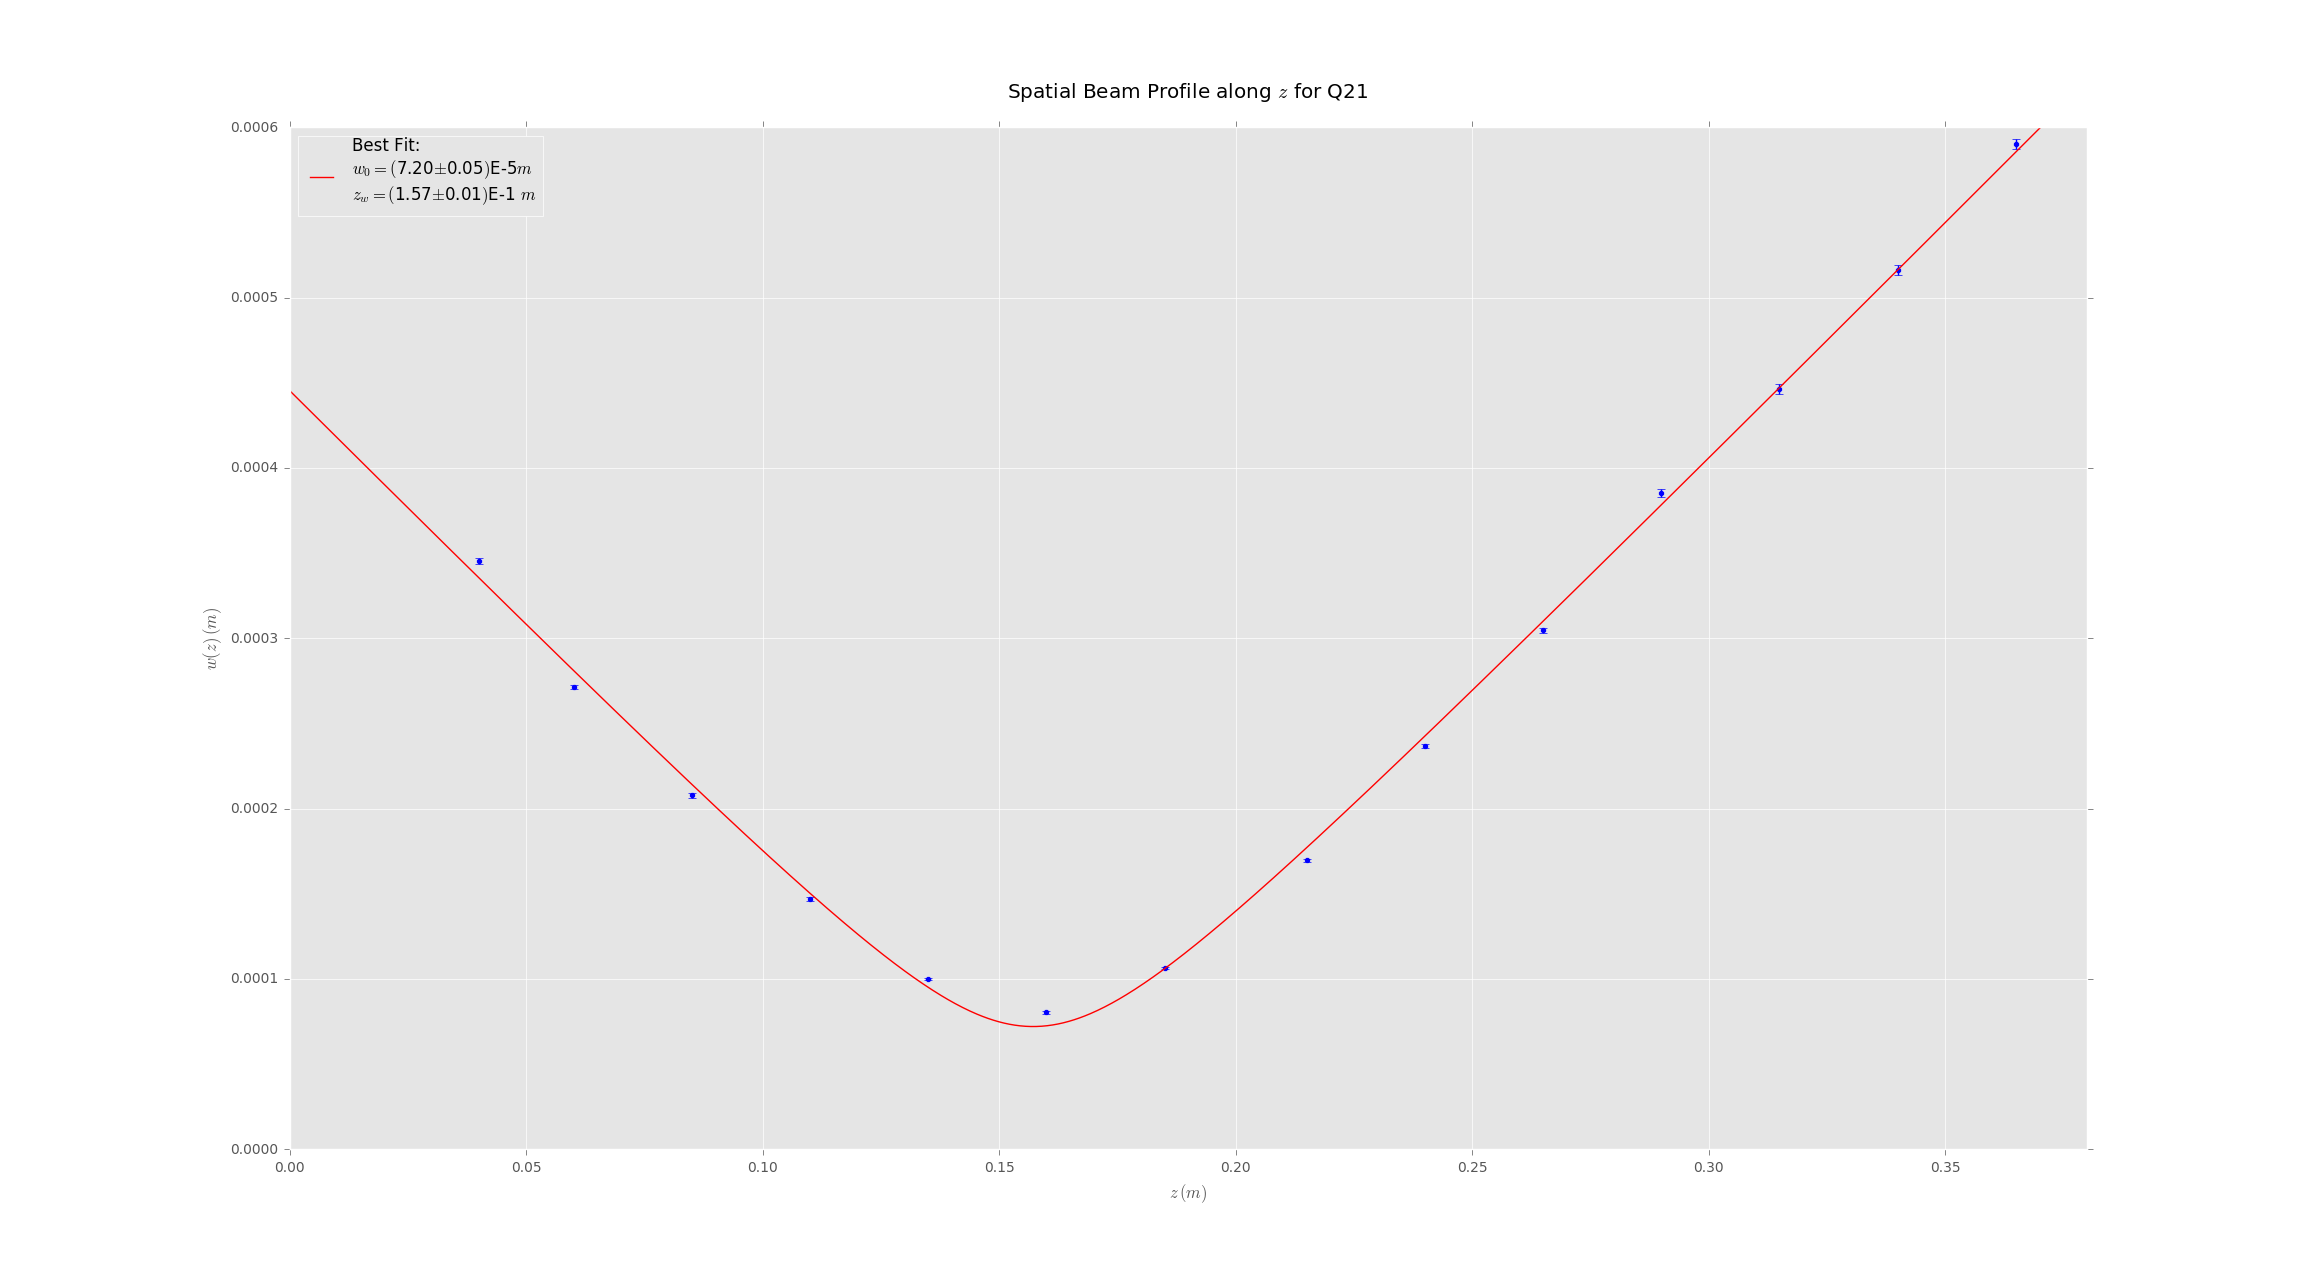 Spatial Beam Profile along z for Q21
Best Fit:
w₀ = (7.20±0.05)E-5m
z_w = (1.57±0.01)E-1 m
0.0006
0.0005
0.0004
0.0003
0.0002
0.0001
0.0000
w(z) (m)
0.00 0.05 0.10 0.15 0.20 0.25 0.30 0.35
z (m)